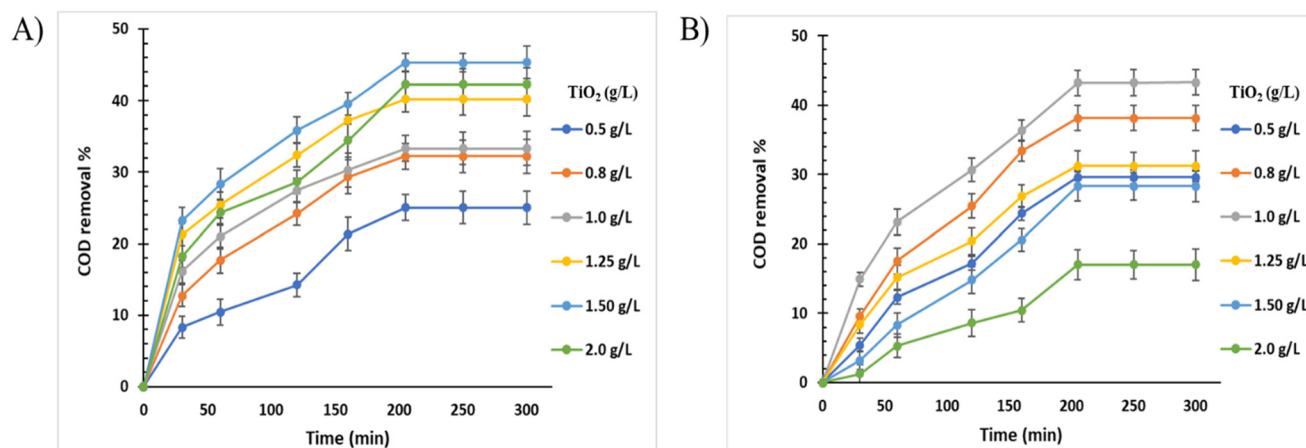 A)
50
40
30
20
10
0
COD removal %
0 50 100 150 200 250 300
Time (min)
TiO₂ (g/L)
0.5 g/L
0.8 g/L
1.0 g/L
1.25 g/L
1.50 g/L
2.0 g/L
B)
50
40
30
20
10
0
COD removal %
0 50 100 150 200 250 300
Time (min)
TiO₂ (g/L)
0.5 g/L
0.8 g/L
1.0 g/L
1.25 g/L
1.50 g/L
2.0 g/L